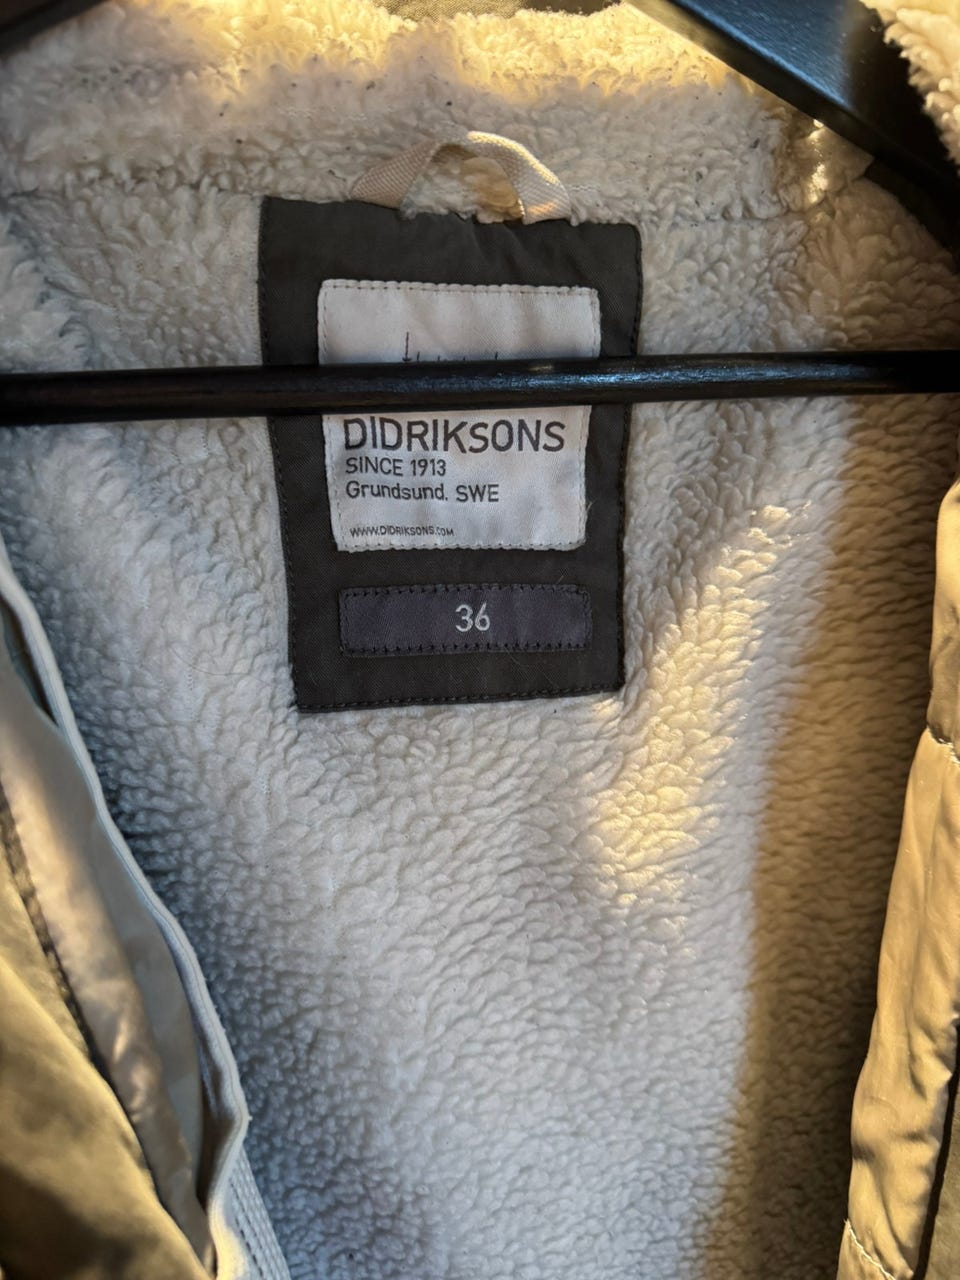 DIDRIKSONS
SINCE 1913
Grundsund. SWE
WWW.DIDRIKSONS.COM
36